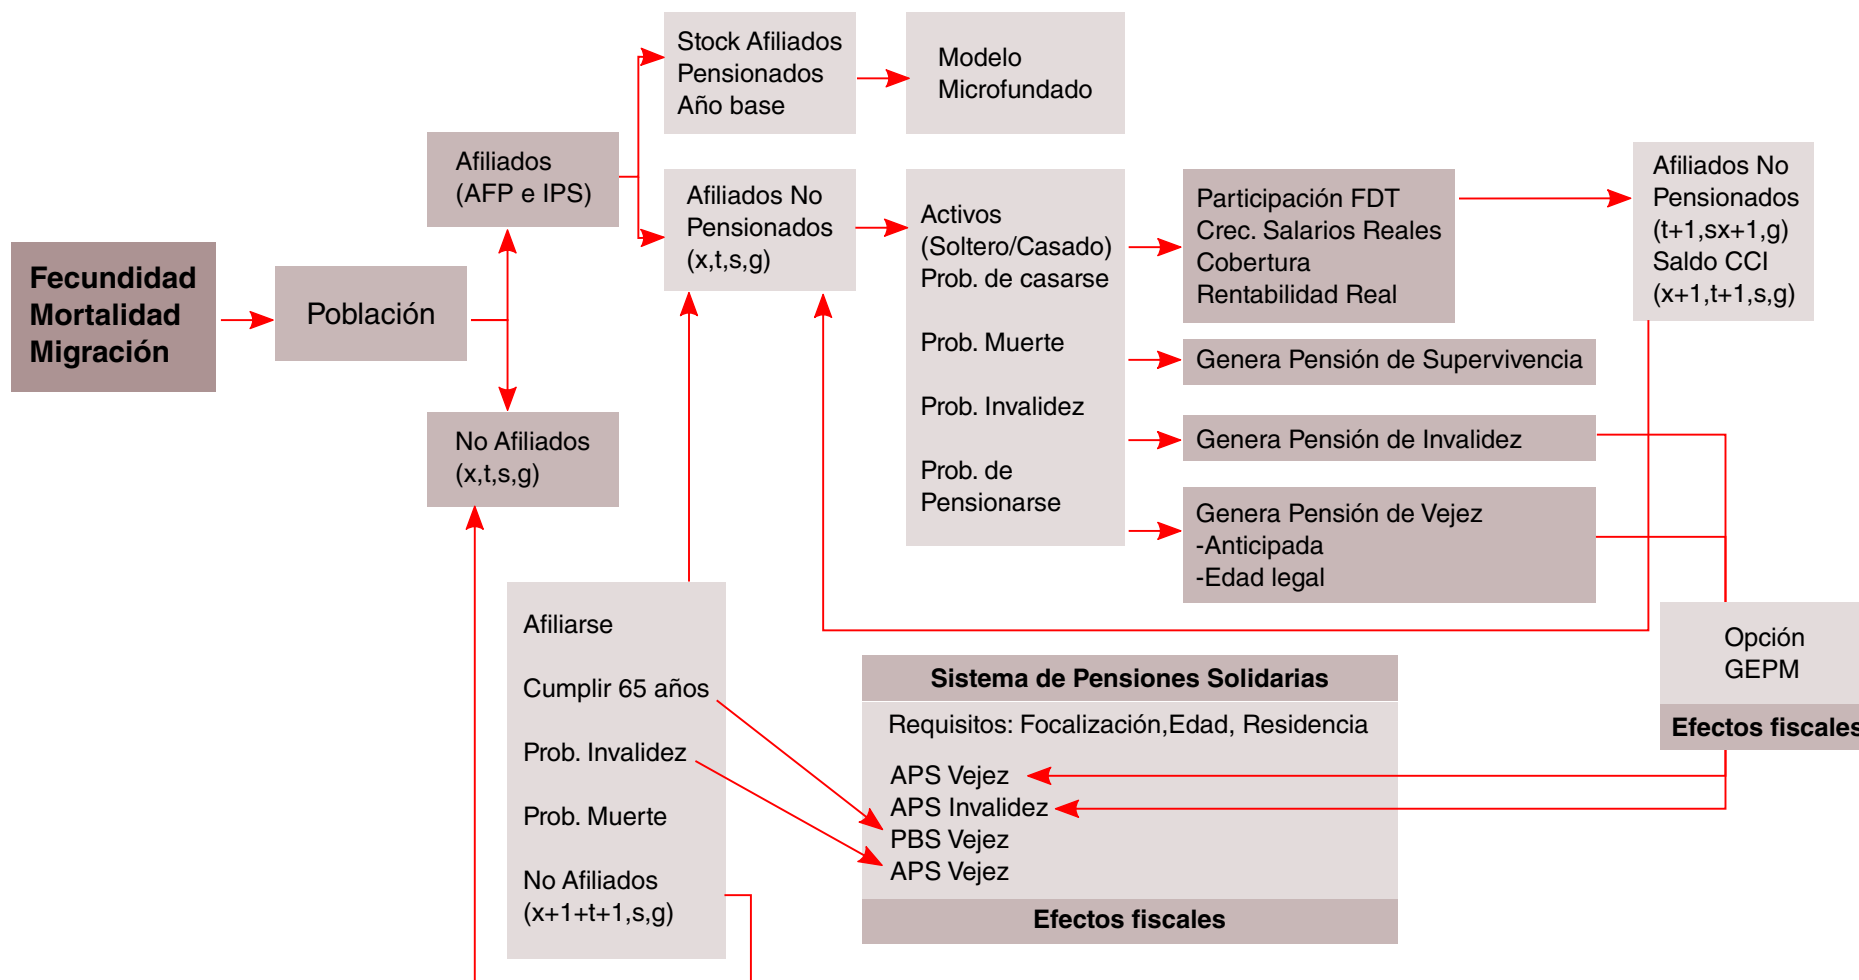 Fecundidad
Mortalidad
Migración
Población
Afiliados
(AFP e IPS)
No Afiliados
(x,t,s,g)
Stock Afiliados
Pensionados
Año base
Modelo
Microfundado
Afiliados No
Pensionados
(x,t,s,g)
Activos
(Soltero/Casado)
Prob. de casarse
Prob. Muerte
Prob. Invalidez
Prob. de
Pensionarse
Participación FDT
Crec. Salarios Reales
Cobertura
Rentabilidad Real
Genera Pensión de Supervivencia
Genera Pensión de Invalidez
Genera Pensión de Vejez
-Anticipada
-Edad legal
Afiliados No
Pensionados
(t+1,sx+1,g)
Saldo CCI
(x+1,t+1,s,g)
Opción
GEPM
Efectos fiscales
Afiliarse
Cumplir 65 años
Prob. Invalidez
Prob. Muerte
No Afiliados
(x+1+t+1,s,g)
Sistema de Pensiones Solidarias
Requisitos: Focalización,Edad, Residencia
APS Vejez
APS Invalidez
PBS Vejez
APS Vejez
Efectos fiscales